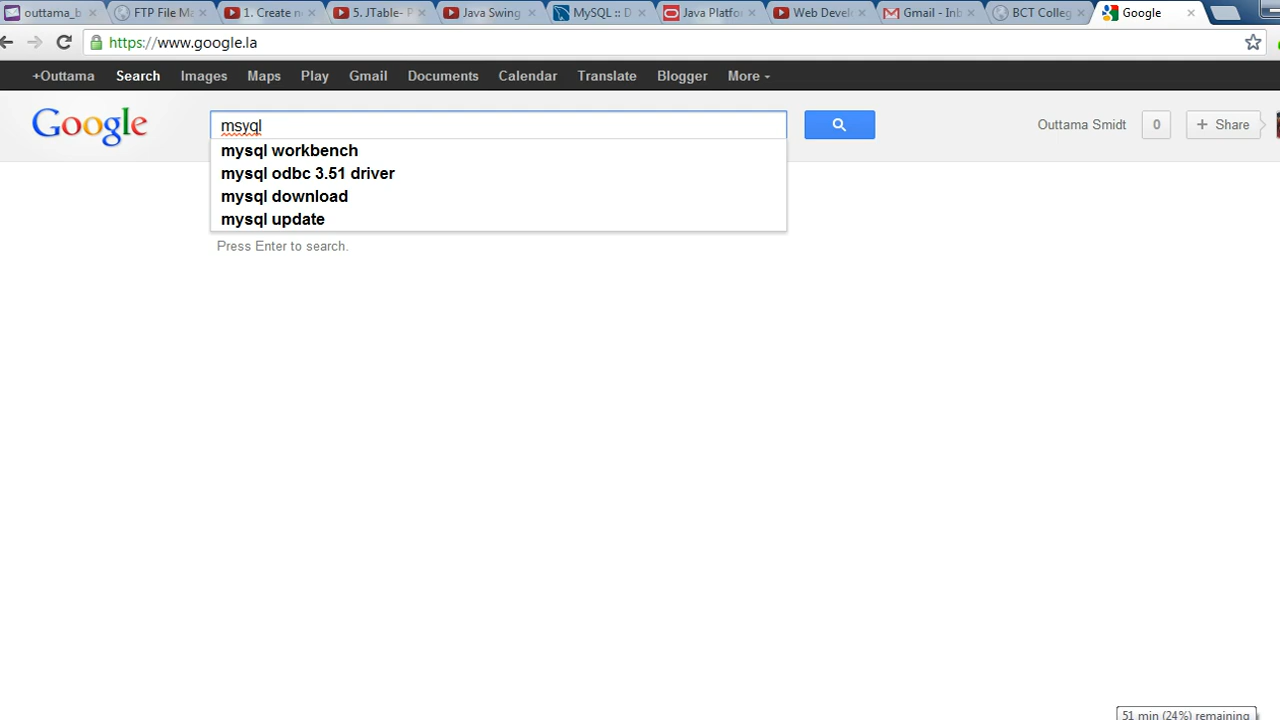 outtama_b
FTP File Ma
1. Create n
5. JTable- P
Java Swing
MySQL :: D
Java Platfo
Web Develo
Gmail - Inb
BCT Colleg
Google
https://www.google.la
+Outtama Search Images Maps Play Gmail Documents Calendar Translate Blogger More
Google
msyql
Outtama Smidt 0 + Share
mysql workbench
mysql odbc 3.51 driver
mysql download
mysql update
Press Enter to search.
51 min (24%) remaining